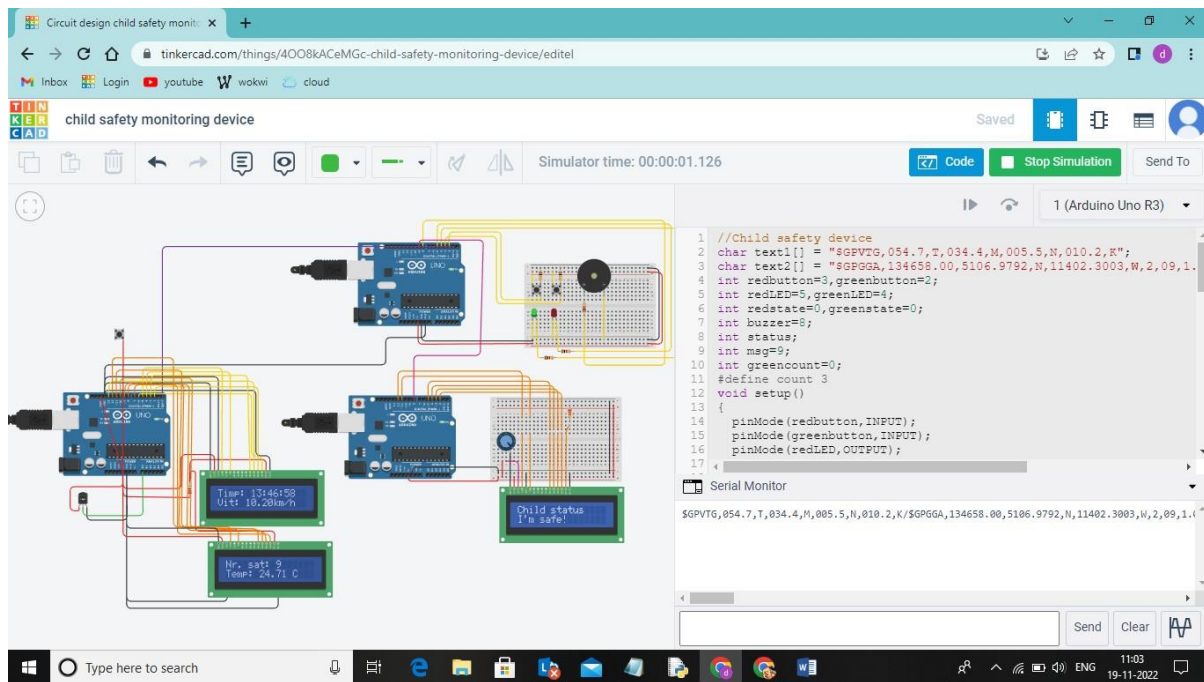 Circuit design child safety monito
tinkercad.com/things/4OO8kACeMGc-child-safety-monitoring-device/editel
d
Inbox Login youtube wokwi cloud
TINKERCAD
child safety monitoring device
Saved
Simulator time: 00:00:01.126
Code
Stop Simulation
Send To
1 (Arduino Uno R3)
1 //Child safety device
2 char text1[] = "$GPVTG,054.7,T,034.4,M,005.5,N,010.2,K";
3 char text2[] = "$GPGGA,134658.00,5106.9792,N,11402.3003,W,2,09,1.
4 int redbutton=3,greenbutton=2;
5 int redLED=5,greenLED=4;
6 int redstate=0,greenstate=0;
7 int buzzer=8;
8 int status;
9 int msg=9;
10 int greencount=0;
11 #define count 3
12 void setup()
13 {
14 pinMode(redbutton,INPUT);
15 pinMode(greenbutton,INPUT);
16 pinMode(redLED,OUTPUT);
17
UNO
UNO
UNO
Timp: 13:46:58
Vit: 10.20km/h
Nr. sat: 9
Temp: 24.71 C
Child status
I'm safe!
Serial Monitor
$GPVTG,054.7,T,034.4,M,005.5,N,010.2,K/$GPGGA,134658.00,5106.9792,N,11402.3003,W,2,09,1.
Send
Clear
Type here to search
ENG
11:03
19-11-2022